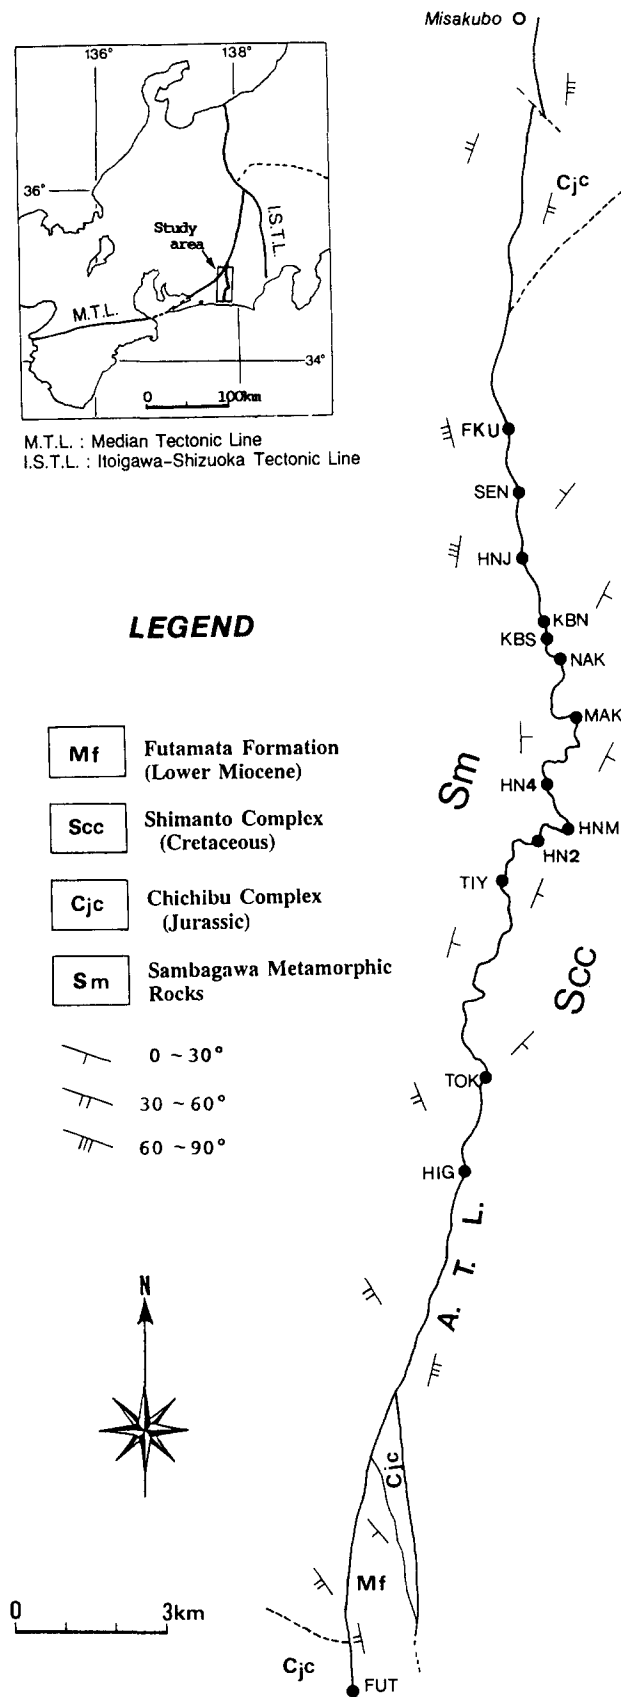 Misakubo
136°
138°
36°
Study
area
I.S.T.L.
M.T.L.
34°
0
100km
M.T.L. : Median Tectonic Line
I.S.T.L. : Itoigawa-Shizuoka Tectonic Line
Cjc
FKU
SEN
HNJ
KBN
KBS
NAK
MAK
Sm
HN4
HNM
HN2
TIY
Scc
TOK
HIG
A. T. L.
Cjc
Mf
Cjc
FUT
LEGEND
Mf Futamata Formation
(Lower Miocene)
Scc Shimanto Complex
(Cretaceous)
Cjc Chichibu Complex
(Jurassic)
Sm Sambagawa Metamorphic
Rocks
0 ~ 30°
30 ~ 60°
60 ~ 90°
N
0 3km